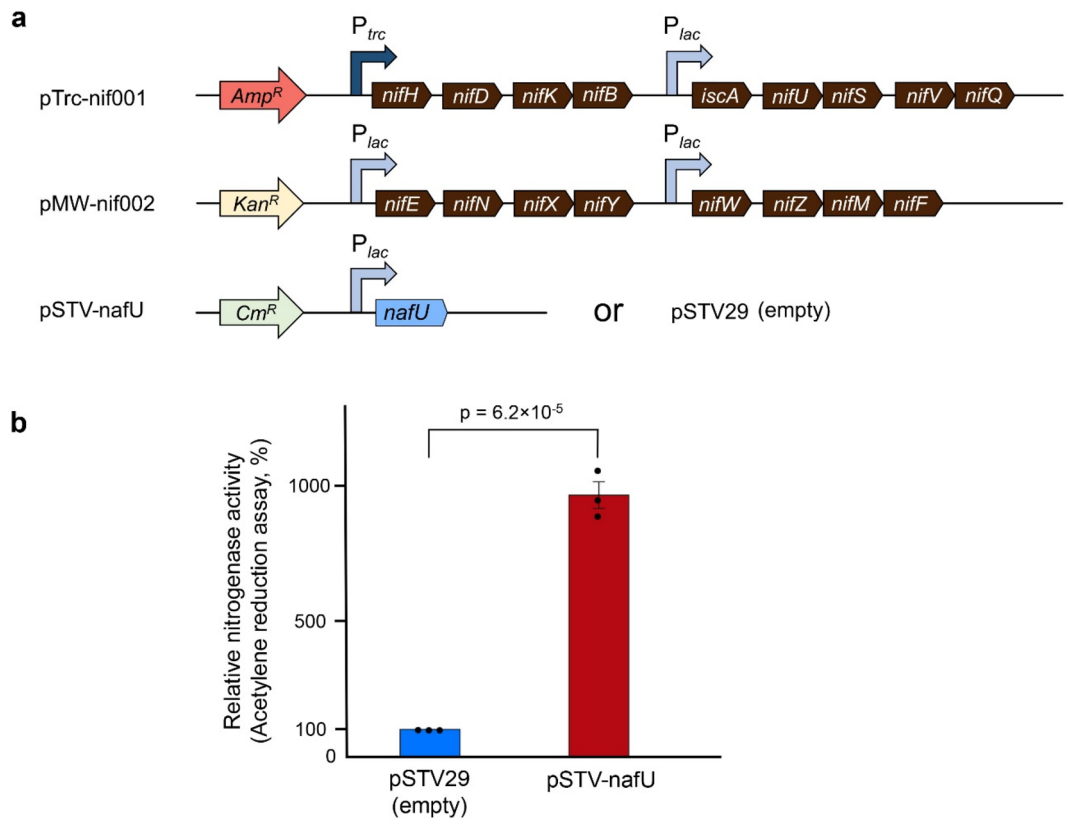 a
P_trc P_lac
pTrc-nif001 Amp^R nifH nifD nifK nifB iscA nifU nifS nifV nifQ
P_lac P_lac
pMW-nif002 Kan^R nifE nifN nifX nifY nifW nifZ nifM nifF
P_lac
pSTV-nafU Cm^R nafU or pSTV29 (empty)
b
p = 6.2×10⁻⁵
Relative nitrogenase activity
(Acetylene reduction assay, %)
1000
500
100
0
pSTV29 pSTV-nafU
(empty)